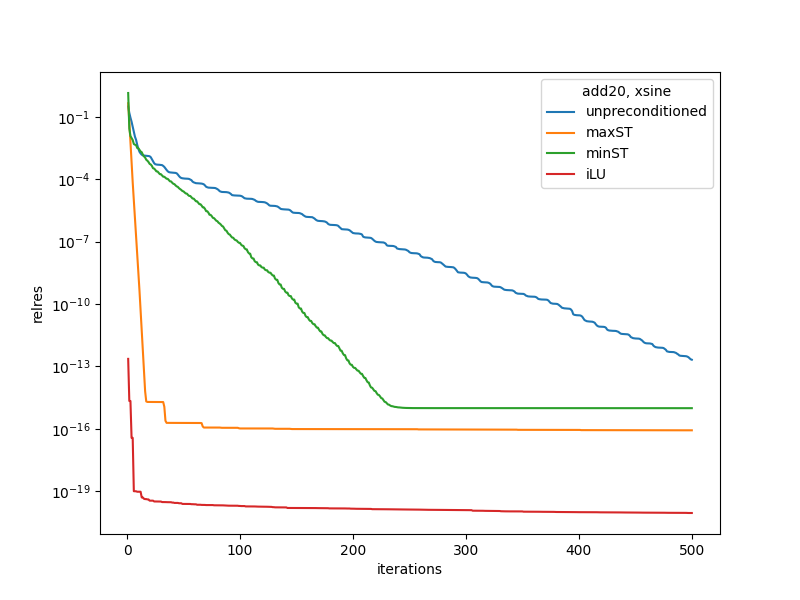 add20, xsine
unpreconditioned
maxST
minST
iLU
10⁻¹
10⁻⁴
10⁻⁷
10⁻¹⁰
10⁻¹³
10⁻¹⁶
10⁻¹⁹
relres
0 100 200 300 400 500
iterations